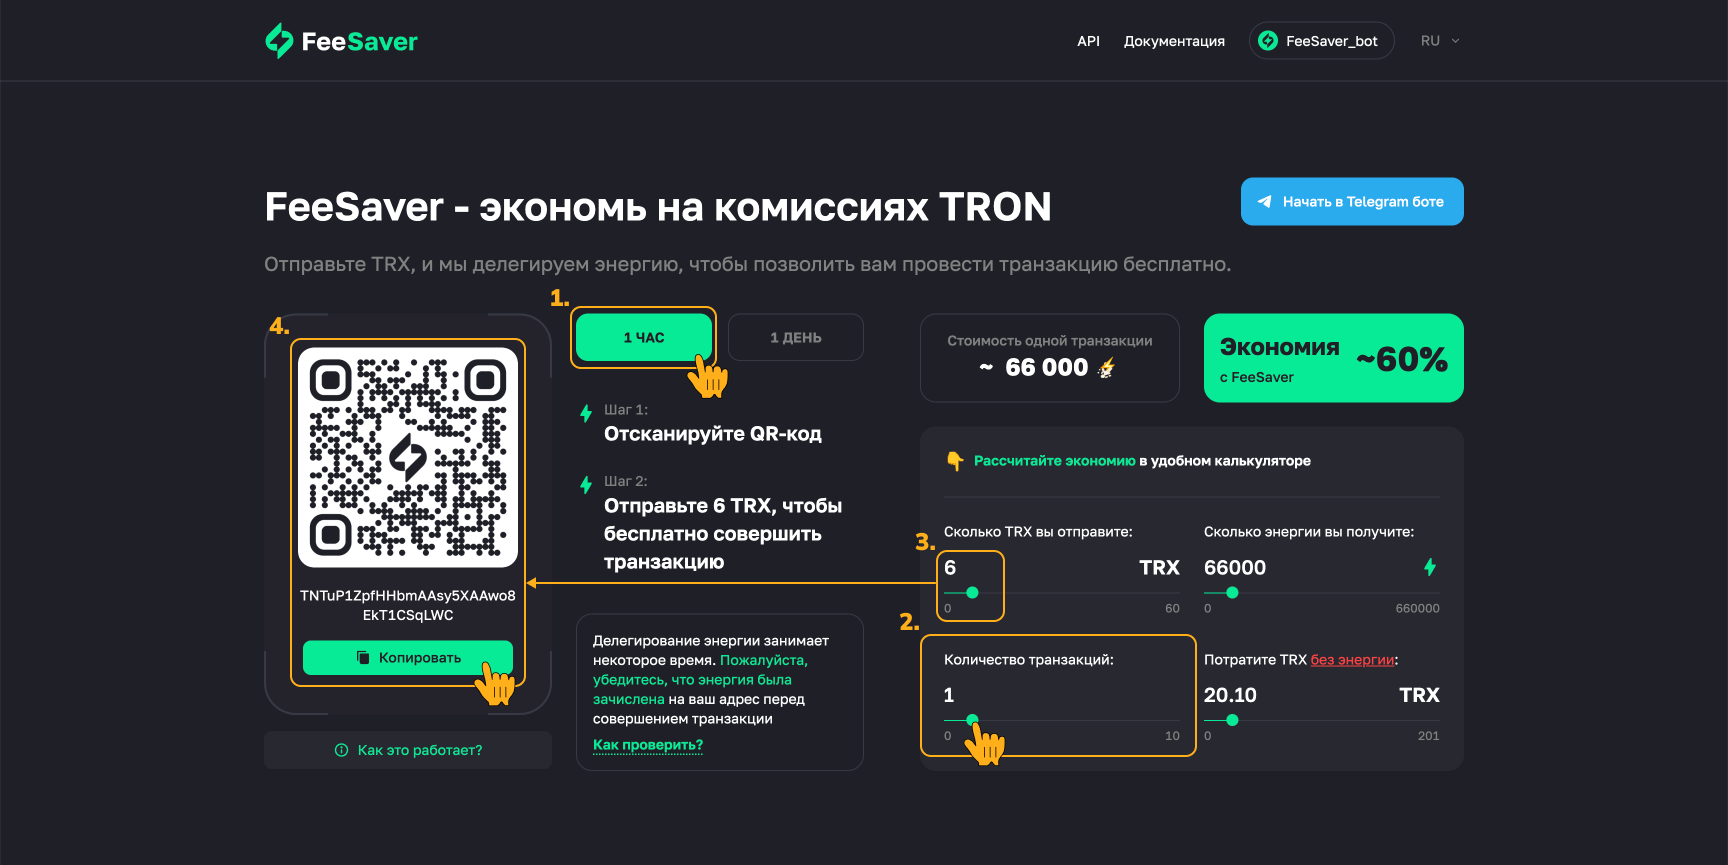 FeeSaver
API
Документация
FeeSaver_bot
RU
FeeSaver - экономь на комиссиях TRON
Начать в Telegram боте
Отправьте TRX, и мы делегируем энергию, чтобы позволить вам провести транзакцию бесплатно.
4.
TNTuP1ZpfHHbmAAsy5XAAwo8
EkT1CSqLWC
Копировать
Как это работает?
1.
1 ЧАС
1 ДЕНЬ
Шаг 1:
Отсканируйте QR-код
Шаг 2:
Отправьте 6 TRX, чтобы
бесплатно совершить
транзакцию
Делегирование энергии занимает
некоторое время. Пожалуйста,
убедитесь, что энергия была
зачислена на ваш адрес перед
совершением транзакции
Как проверить?
Стоимость одной транзакции
~ 66 000
Экономия
с FeeSaver
~60%
Рассчитайте экономию в удобном калькуляторе
3.
Сколько TRX вы отправите:
6 TRX
0 60
Сколько энергии вы получите:
66000
0 660000
2.
Количество транзакций:
1
0 10
Потратите TRX без энергии:
20.10 TRX
0 201